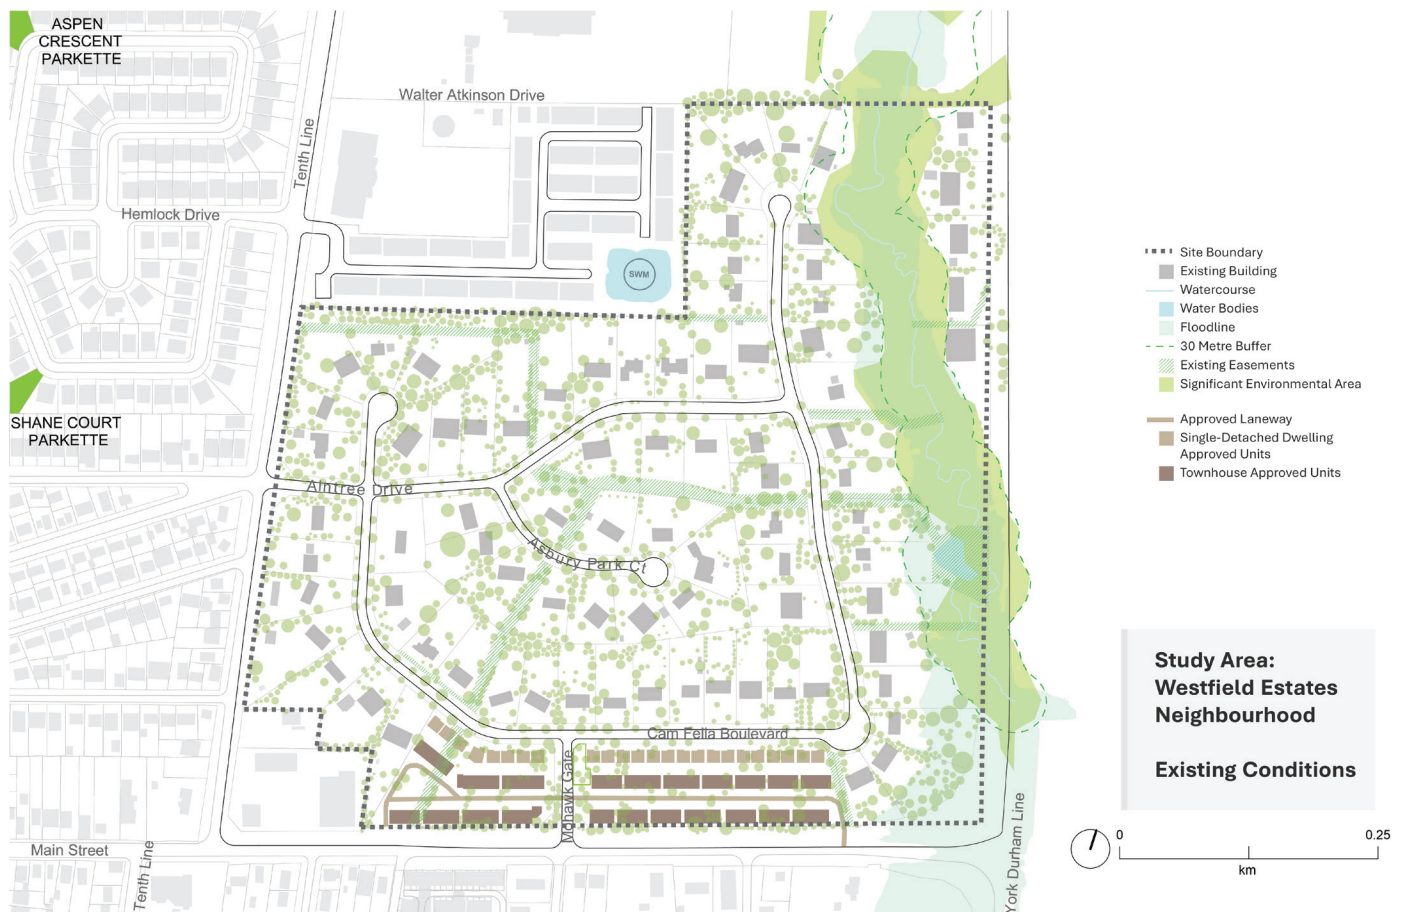 ASPEN
CRESCENT
PARKETTE
Walter Atkinson Drive
Tenth Line
Hemlock Drive
SWM
SHANE COURT
PARKETTE
Aintree Drive
Asbury Park Ct
Cam Fella Boulevard
Mohawk Gate
Main Street
Tenth Line
York Durham Line
Site Boundary
Existing Building
Watercourse
Water Bodies
Floodline
30 Metre Buffer
Existing Easements
Significant Environmental Area
Approved Laneway
Single-Detached Dwelling
Approved Units
Townhouse Approved Units
Study Area:
Westfield Estates
Neighbourhood
Existing Conditions
0
0.25
km